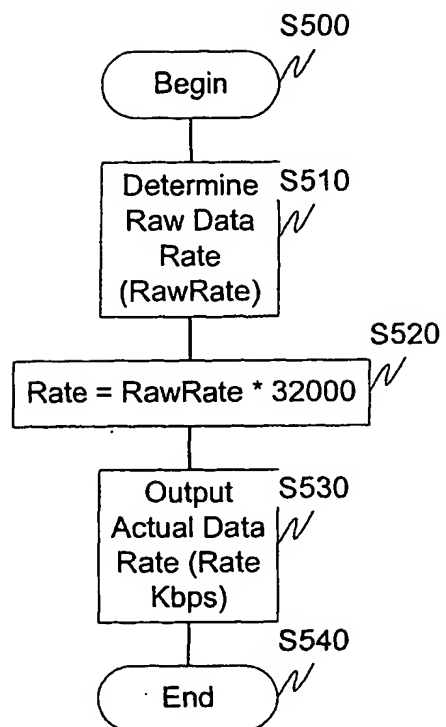 S500
Begin
Determine S510
Raw Data
Rate
(RawRate)
S520
Rate = RawRate * 32000
Output S530
Actual Data
Rate (Rate
Kbps)
S540
End